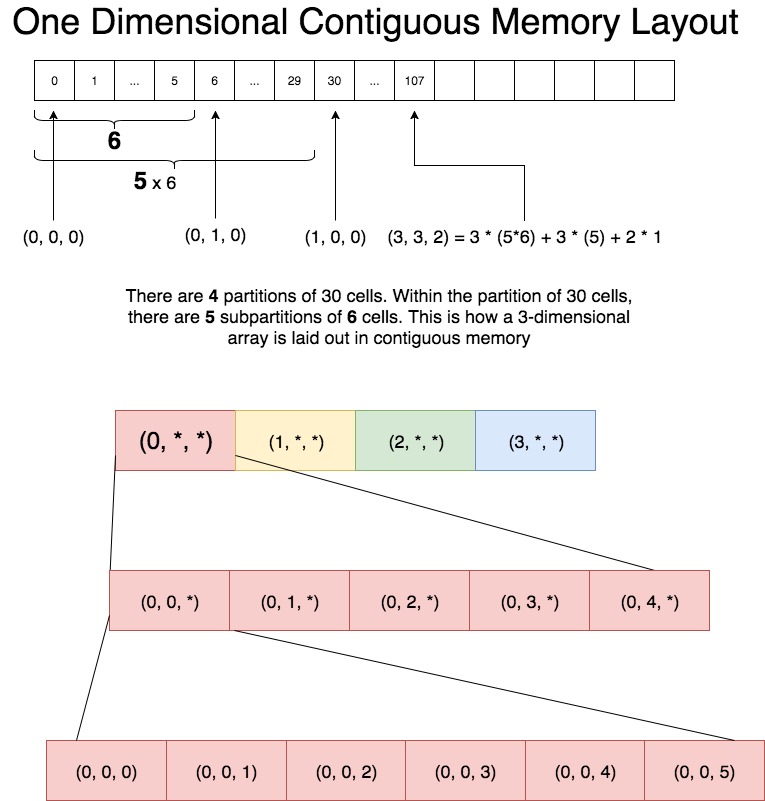 One Dimensional Contiguous Memory Layout
0 1 ... 5 6 ... 29 30 ... 107
6
5 x 6
(0, 0, 0) (0, 1, 0) (1, 0, 0) (3, 3, 2) = 3 * (5*6) + 3 * (5) + 2 * 1
There are 4 partitions of 30 cells. Within the partition of 30 cells,
there are 5 subpartitions of 6 cells. This is how a 3-dimensional
array is laid out in contiguous memory
(0, *, *) (1, *, *) (2, *, *) (3, *, *)
(0, 0, *) (0, 1, *) (0, 2, *) (0, 3, *) (0, 4, *)
(0, 0, 0) (0, 0, 1) (0, 0, 2) (0, 0, 3) (0, 0, 4) (0, 0, 5)